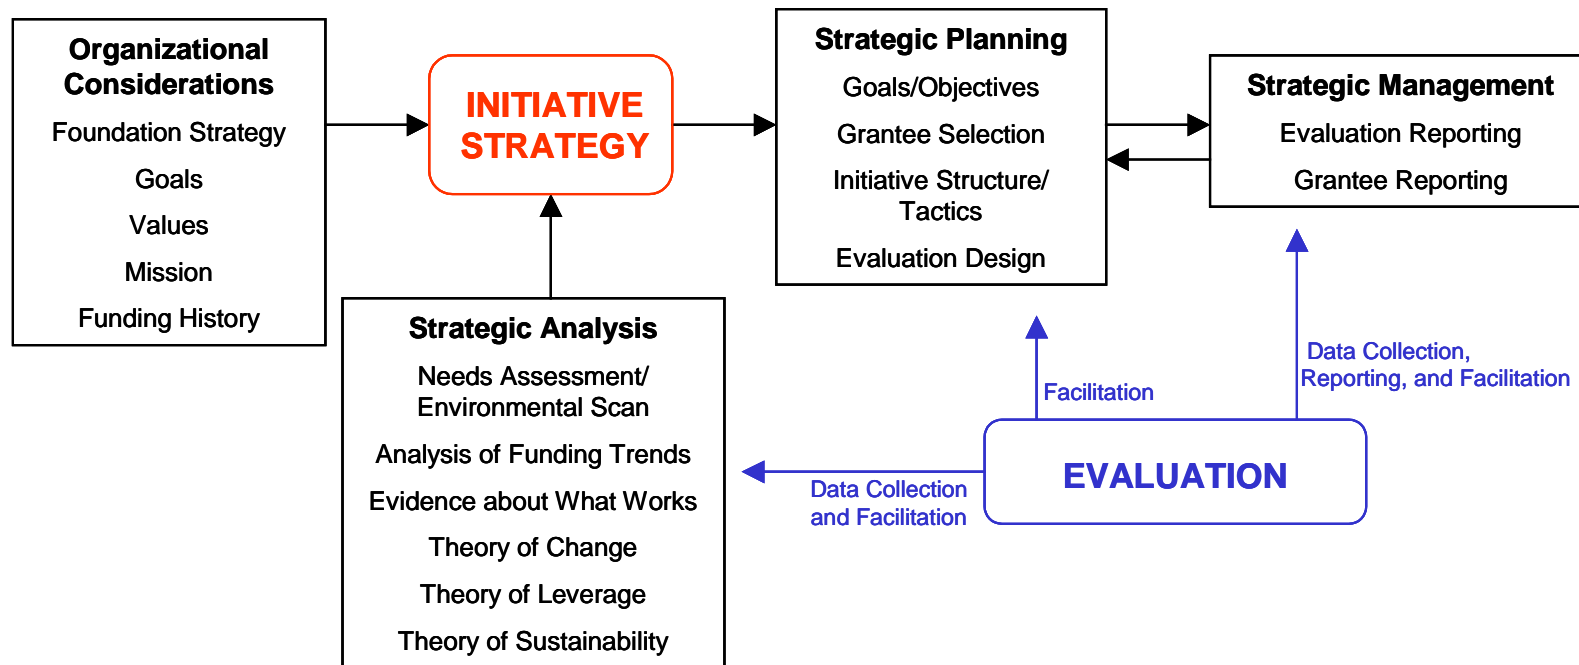 Organizational
Considerations
Foundation Strategy
Goals
Values
Mission
Funding History
INITIATIVE
STRATEGY
Strategic Analysis
Needs Assessment/
Environmental Scan
Analysis of Funding Trends
Evidence about What Works
Theory of Change
Theory of Leverage
Theory of Sustainability
Strategic Planning
Goals/Objectives
Grantee Selection
Initiative Structure/
Tactics
Evaluation Design
Strategic Management
Evaluation Reporting
Grantee Reporting
Facilitation
Data Collection,
Reporting, and Facilitation
Data Collection
and Facilitation
EVALUATION